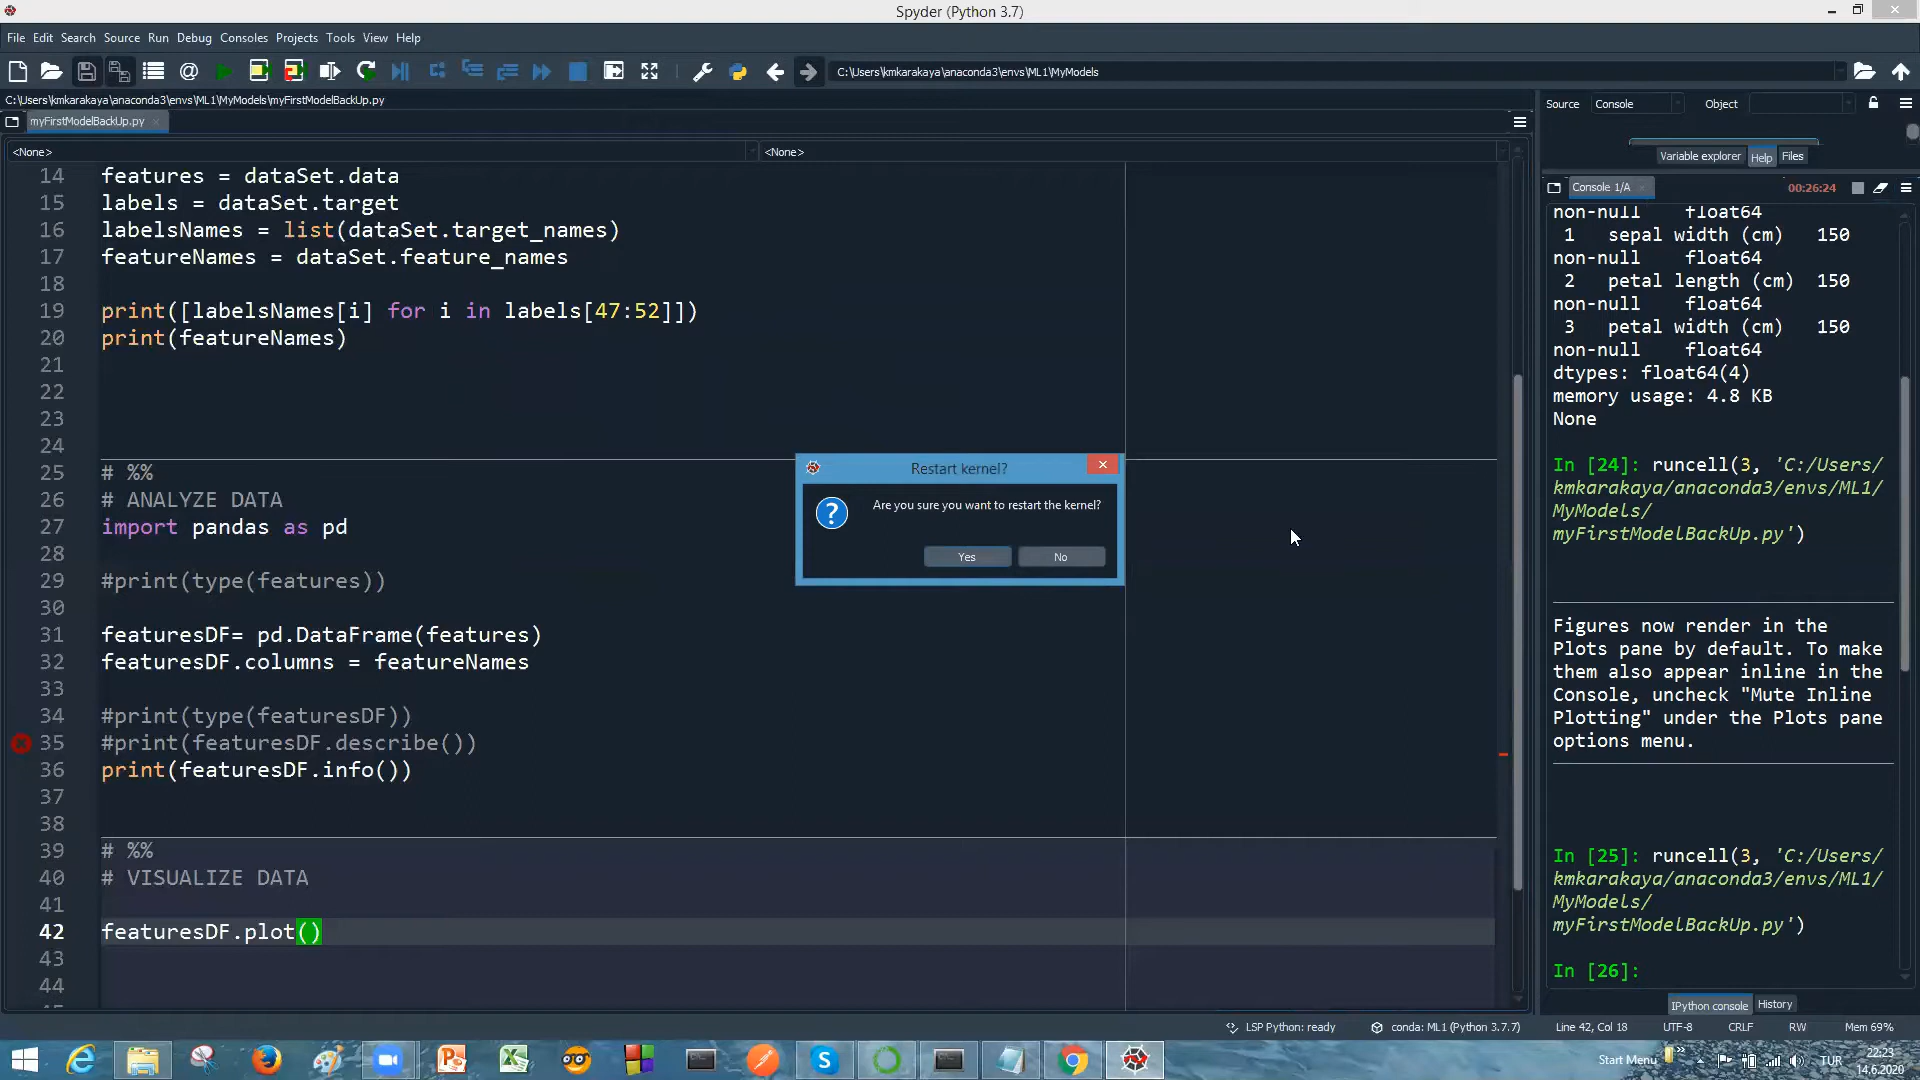 Spyder (Python 3.7)
File Edit Search Source Run Debug Consoles Projects Tools View Help
C:\Users\kmkarakaya\anaconda3\envs\ML1\MyModels
C:\Users\kmkarakaya\anaconda3\envs\ML1\MyModels\myFirstModelBackUp.py
myFirstModelBackUp.py
<None> <None>
14 features = dataSet.data
15 labels = dataSet.target
16 labelsNames = list(dataSet.target_names)
17 featureNames = dataSet.feature_names
18
19 print([labelsNames[i] for i in labels[47:52]])
20 print(featureNames)
21
22
23
24
25 # %%
26 # ANALYZE DATA
27 import pandas as pd
28
29 #print(type(features))
30
31 featuresDF= pd.DataFrame(features)
32 featuresDF.columns = featureNames
33
34 #print(type(featuresDF))
35 #print(featuresDF.describe())
36 print(featuresDF.info())
37
38
39 # %%
40 # VISUALIZE DATA
41
42 featuresDF.plot()
43
44
Restart kernel?
Are you sure you want to restart the kernel?
Yes No
Source Console Object
Variable explorer Help Files
Console 1/A 00:26:24
non-null float64
1 sepal width (cm) 150
non-null float64
2 petal length (cm) 150
non-null float64
3 petal width (cm) 150
non-null float64
dtypes: float64(4)
memory usage: 4.8 KB
None
In [24]: runcell(3, 'C:/Users/
kmkarakaya/anaconda3/envs/ML1/
MyModels/
myFirstModelBackUp.py')
Figures now render in the
Plots pane by default. To make
them also appear inline in the
Console, uncheck "Mute Inline
Plotting" under the Plots pane
options menu.
In [25]: runcell(3, 'C:/Users/
kmkarakaya/anaconda3/envs/ML1/
MyModels/
myFirstModelBackUp.py')
In [26]:
IPython console History
LSP Python: ready conda: ML1 (Python 3.7.7) Line 42, Col 18 UTF-8 CRLF RW Mem 69%
Start Menu TUR 22:23
14.6.2020